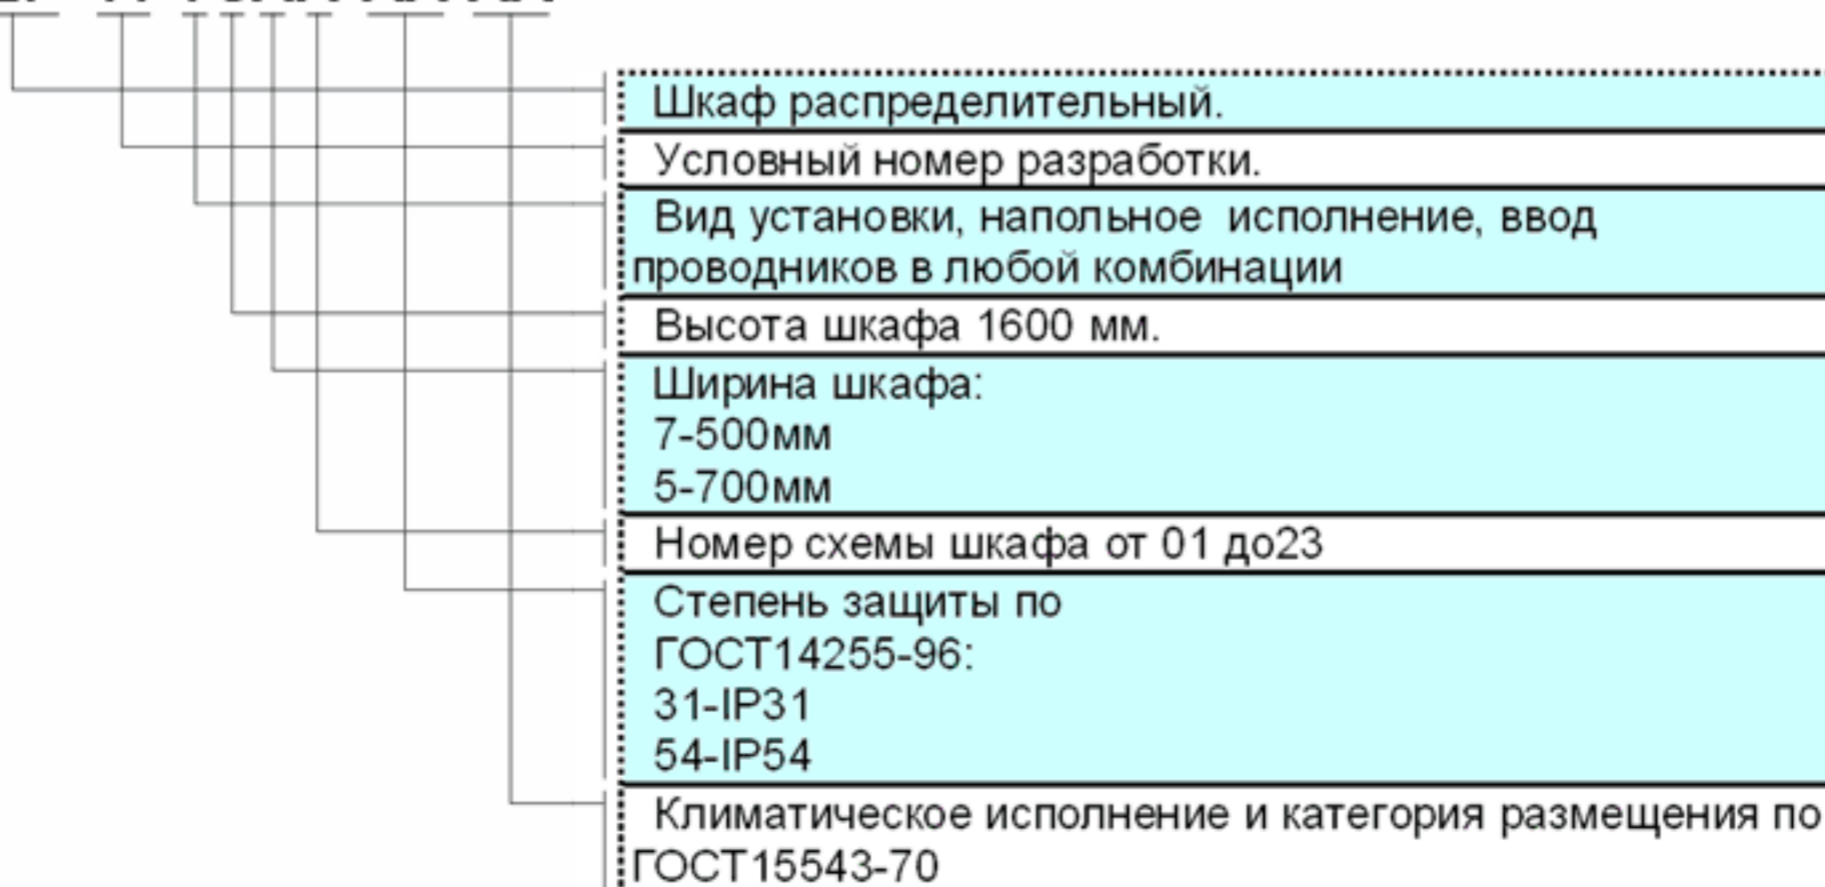 Шкаф распределительный.
Условный номер разработки.
Вид установки, напольное исполнение, ввод
проводников в любой комбинации
Высота шкафа 1600 мм.
Ширина шкафа:
7-500мм
5-700мм
Номер схемы шкафа от 01 до23
Степень защиты по
ГОСТ14255-96:
31-IP31
54-IP54
Климатическое исполнение и категория размещения по
ГОСТ15543-70